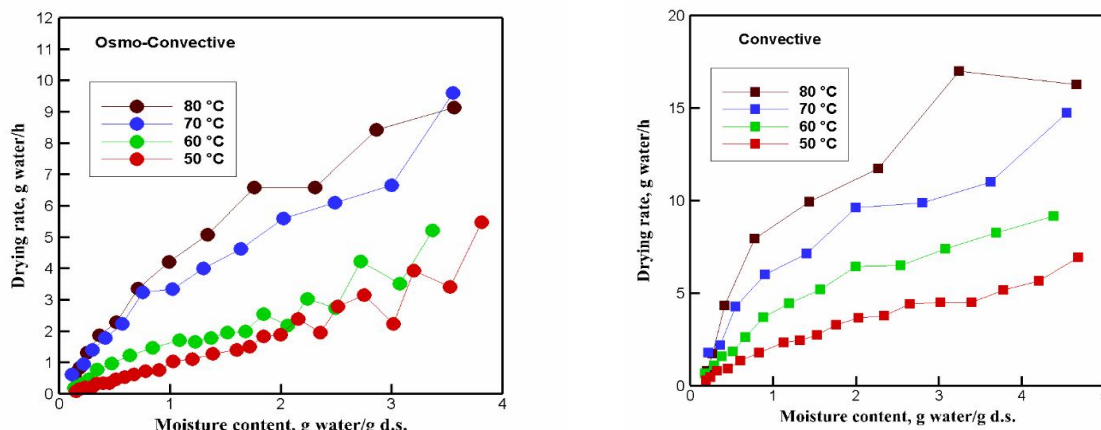 Osmo-Convective
80 °C
70 °C
60 °C
50 °C
Drying rate, g water/h
12
11
10
9
8
7
6
5
4
3
2
1
0
0
1
2
3
4
Moisture content, g water/g d.s.
Convective
80 °C
70 °C
60 °C
50 °C
Drying rate, g water/h
20
15
10
5
0
0
1
2
3
4
5
Moisture content, g water/g d.s.